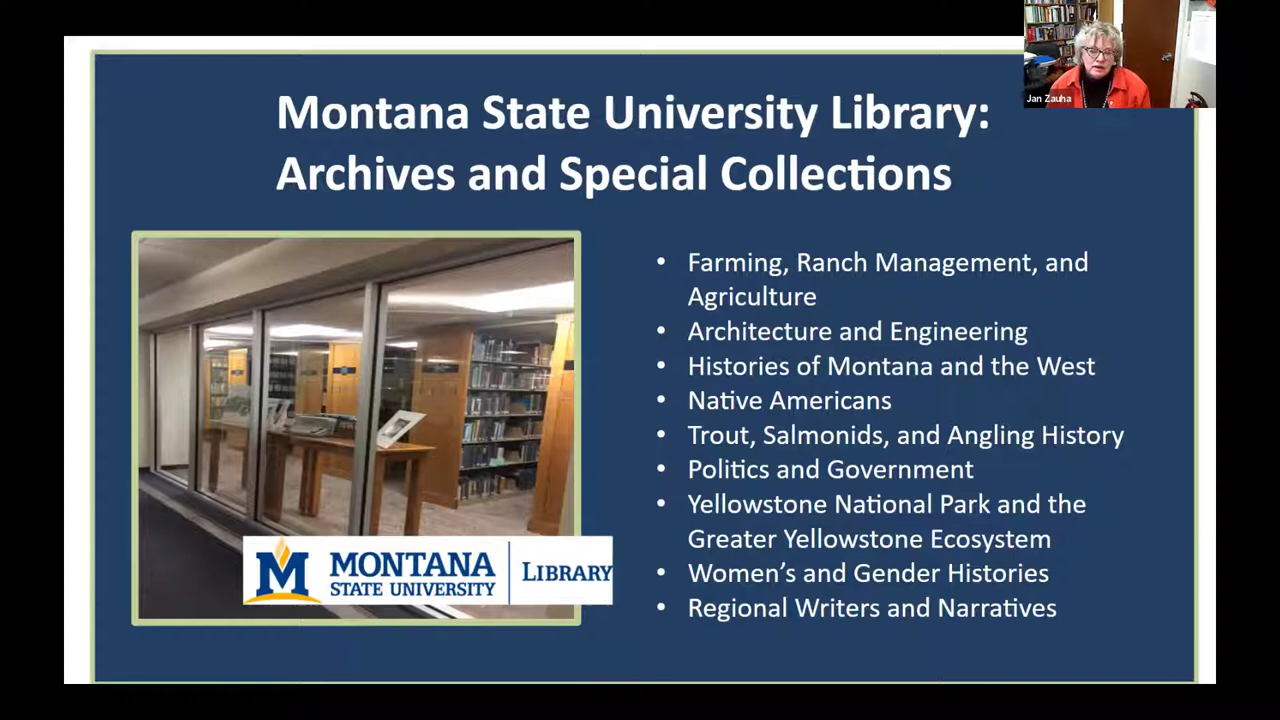 Montana State University Library:
Archives and Special Collections
Jan Zauha
• Farming, Ranch Management, and
Agriculture
• Architecture and Engineering
• Histories of Montana and the West
• Native Americans
• Trout, Salmonids, and Angling History
• Politics and Government
• Yellowstone National Park and the
Greater Yellowstone Ecosystem
• Women’s and Gender Histories
• Regional Writers and Narratives
M
MONTANA
STATE UNIVERSITY
LIBRARY